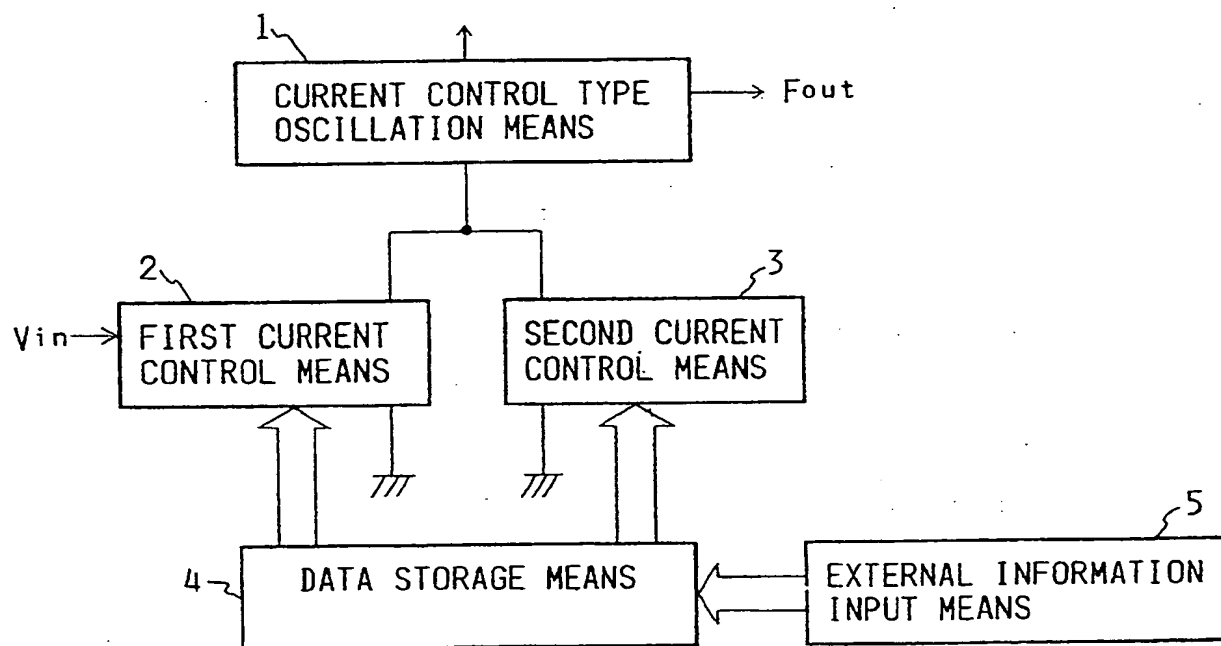 1
CURRENT CONTROL TYPE
OSCILLATION MEANS
Fout
2
3
Vin
FIRST CURRENT
CONTROL MEANS
SECOND CURRENT
CONTROL MEANS
5
4
DATA STORAGE MEANS
EXTERNAL INFORMATION
INPUT MEANS